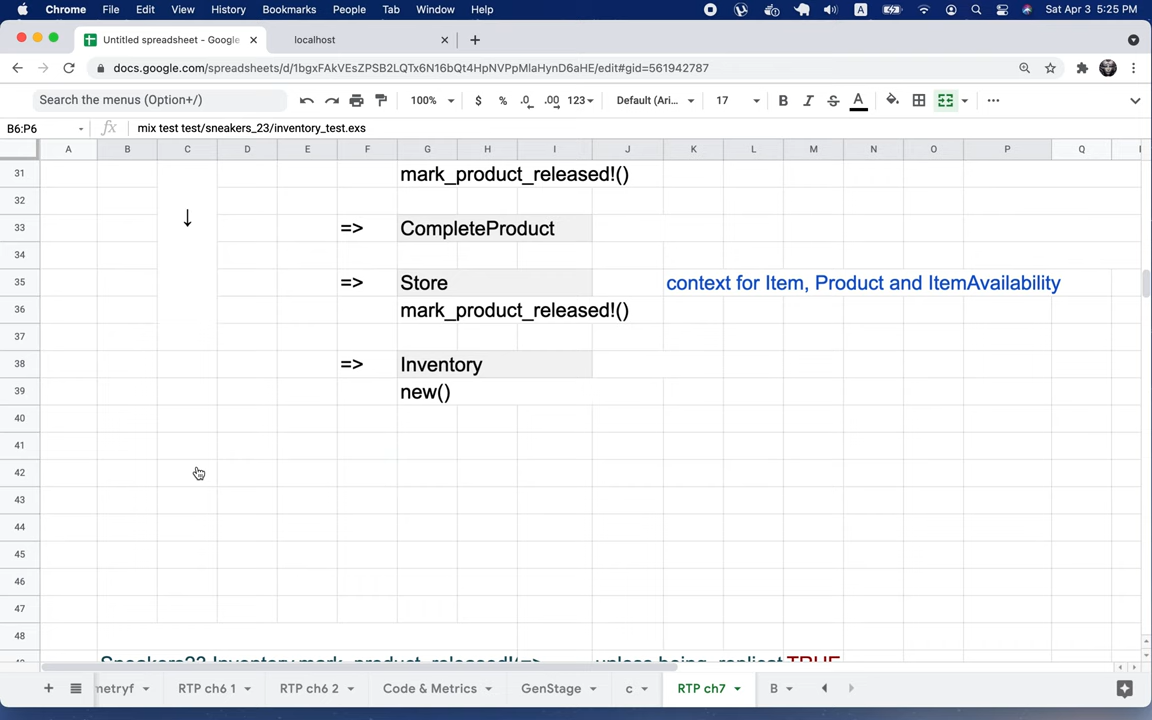 Chrome File Edit View History Bookmarks People Tab Window Help A Sat Apr 3 5:25 PM
Untitled spreadsheet - Google localhost
docs.google.com/spreadsheets/d/1bgxFAkVEsZPSB2LQTx6N16bQt4HpNVPpMlaHynD6aHE/edit#gid=561942787
Search the menus (Option+/) 100% $ % .0 .00 123 Default (Ari... 17 B I S A
B6:P6 fx mix test test/sneakers_23/inventory_test.exs
A B C D E F G H I J K L M N O P Q
31 mark_product_released!()
32
33 ↓ => CompleteProduct
34
35 => Store context for Item, Product and ItemAvailability
36 mark_product_released!()
37
38 => Inventory
39 new()
40
41
42
43
44
45
46
47
48
Sneakers23.Inventory.mark_product_released!(=> unless being_replicat TRUE
metryf RTP ch6 1 RTP ch6 2 Code & Metrics GenStage c RTP ch7 B